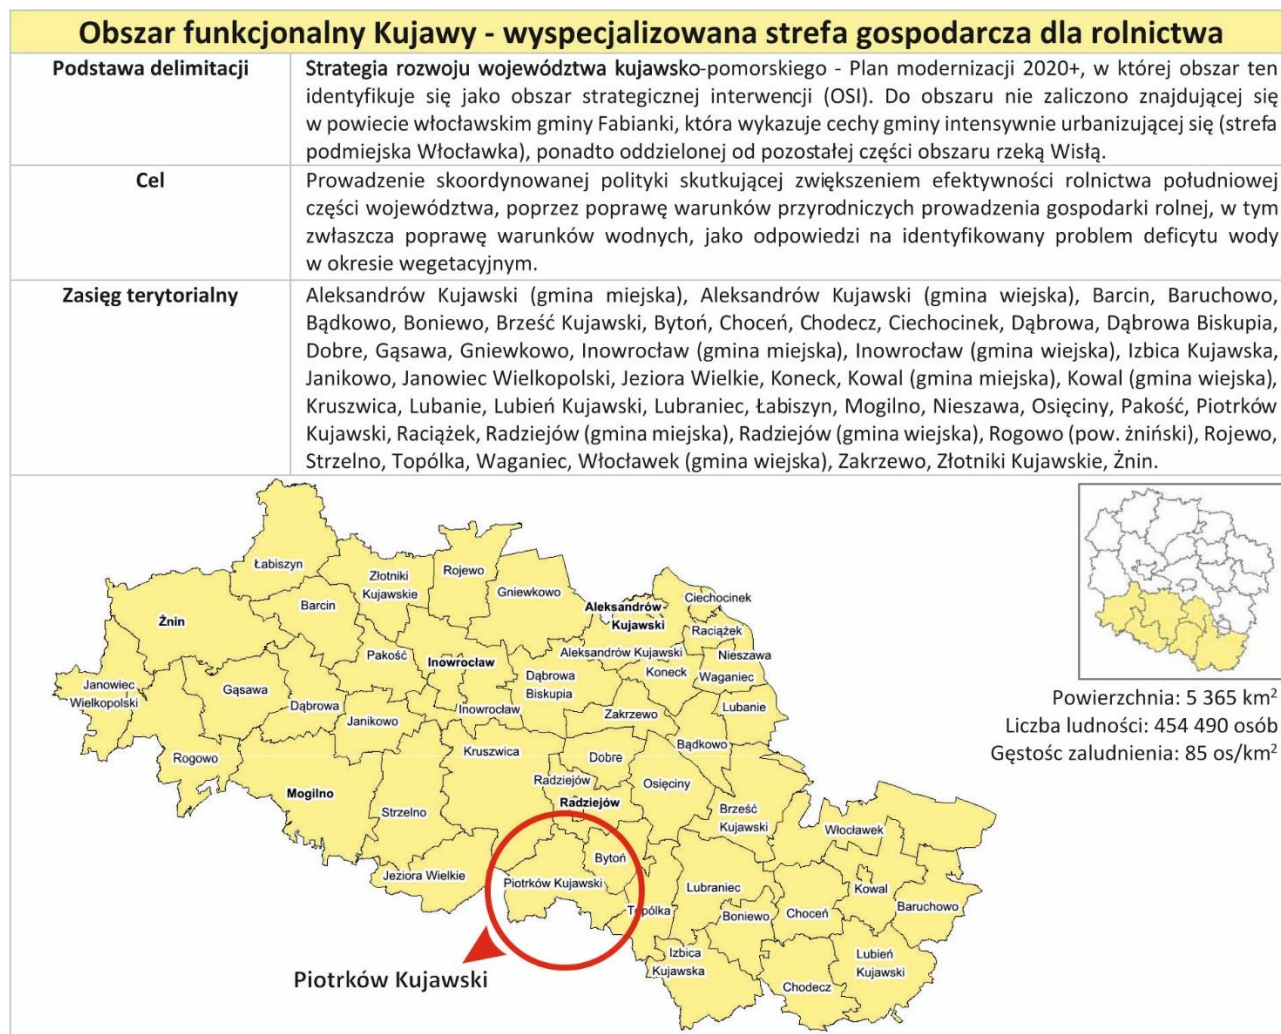 Obszar funkcjonalny Kujawy - wyspecjalizowana strefa gospodarcza dla rolnictwa
Podstawa delimitacji
Strategia rozwoju województwa kujawsko-pomorskiego - Plan modernizacji 2020+, w której obszar ten
identyfikuje się jako obszar strategicznej interwencji (OSI). Do obszaru nie zaliczono znajdującej się
w powiecie włocławskim gminy Fabianki, która wykazuje cechy gminy intensywnie urbanizującej się (strefa
podmiejska Włocławka), ponadto oddzielonej od pozostałej części obszaru rzeką Wisłą.
Cel
Prowadzenie skoordynowanej polityki skutkującej zwiększeniem efektywności rolnictwa południowej
części województwa, poprzez poprawę warunków przyrodniczych prowadzenia gospodarki rolnej, w tym
zwłaszcza poprawę warunków wodnych, jako odpowiedzi na identyfikowany problem deficytu wody
w okresie wegetacyjnym.
Zasięg terytorialny
Aleksandrów Kujawski (gmina miejska), Aleksandrów Kujawski (gmina wiejska), Barcin, Baruchowo,
Bądkowo, Boniewo, Brześć Kujawski, Bytoń, Choceń, Chodecz, Ciechocinek, Dąbrowa, Dąbrowa Biskupia,
Dobre, Gąsawa, Gniewkowo, Inowrocław (gmina miejska), Inowrocław (gmina wiejska), Izbica Kujawska,
Janikowo, Janowiec Wielkopolski, Jeziora Wielkie, Koneck, Kowal (gmina miejska), Kowal (gmina wiejska),
Kruszwica, Lubanie, Lubień Kujawski, Lubraniec, Łabiszyn, Mogilno, Nieszawa, Osięciny, Pakość, Piotrków
Kujawski, Raciążek, Radziejów (gmina miejska), Radziejów (gmina wiejska), Rogowo (pow. żniński), Rojewo,
Strzelno, Topólka, Waganiec, Włocławek (gmina wiejska), Zakrzewo, Złotniki Kujawskie, Żnin.
Łabiszyn
Złotniki
Kujawskie
Rojewo
Gniewkowo
Ciechocinek
Barcin
Aleksandrów
Kujawski
Żnin
Raciążek
Pakość
Inowrocław
Aleksandrów Kujawski
Nieszawa
Koneck
Waganiec
Dąbrowa
Biskupia
Janowiec
Wielkopolski
Gąsawa
Dąbrowa
Janikowo
Inowrocław
Zakrzewo
Lubanie
Rogowo
Kruszwica
Dobre
Bądkowo
Radziejów
Osięciny
Mogilno
Radziejów
Strzelno
Brześć
Kujawski
Włocławek
Bytoń
Jeziora Wielkie
Piotrków Kujawski
Lubraniec
Kowal
Topólka
Boniewo
Choceń
Baruchowo
Izbica
Kujawska
Lubień
Kujawski
Chodecz
Piotrków Kujawski
Powierzchnia: 5 365 km²
Liczba ludności: 454 490 osób
Gęstośc zaludnienia: 85 os/km²